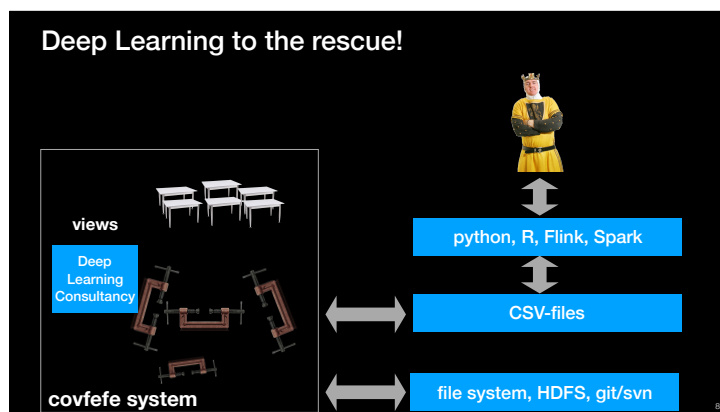 Deep Learning to the rescue!
views
Deep
Learning
Consultancy
covfefe system
python, R, Flink, Spark
CSV-files
file system, HDFS, git/svn
8